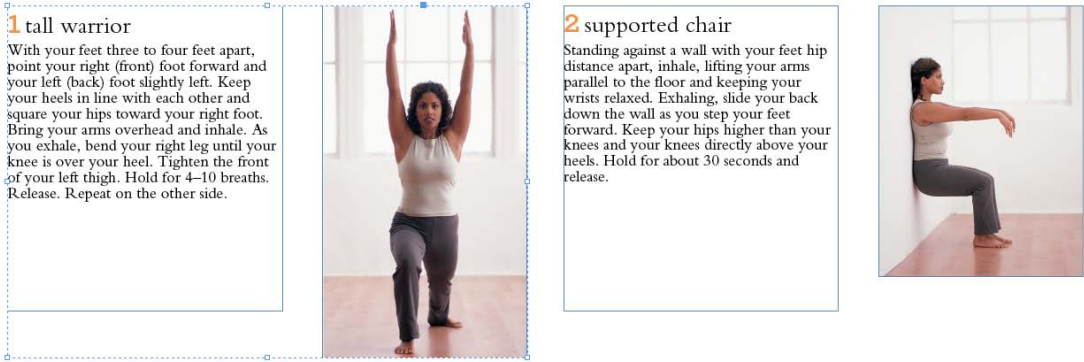 1 tall warrior
With your feet three to four feet apart,
point your right (front) foot forward and
your left (back) foot slightly left. Keep
your heels in line with each other and
square your hips toward your right foot.
Bring your arms overhead and inhale. As
you exhale, bend your right leg until your
knee is over your heel. Tighten the front
of your left thigh. Hold for 4–10 breaths.
Release. Repeat on the other side.
2 supported chair
Standing against a wall with your feet hip
distance apart, inhale, lifting your arms
parallel to the floor and keeping your
wrists relaxed. Exhaling, slide your back
down the wall as you step your feet
forward. Keep your hips higher than your
knees and your knees directly above your
heels. Hold for about 30 seconds and
release.